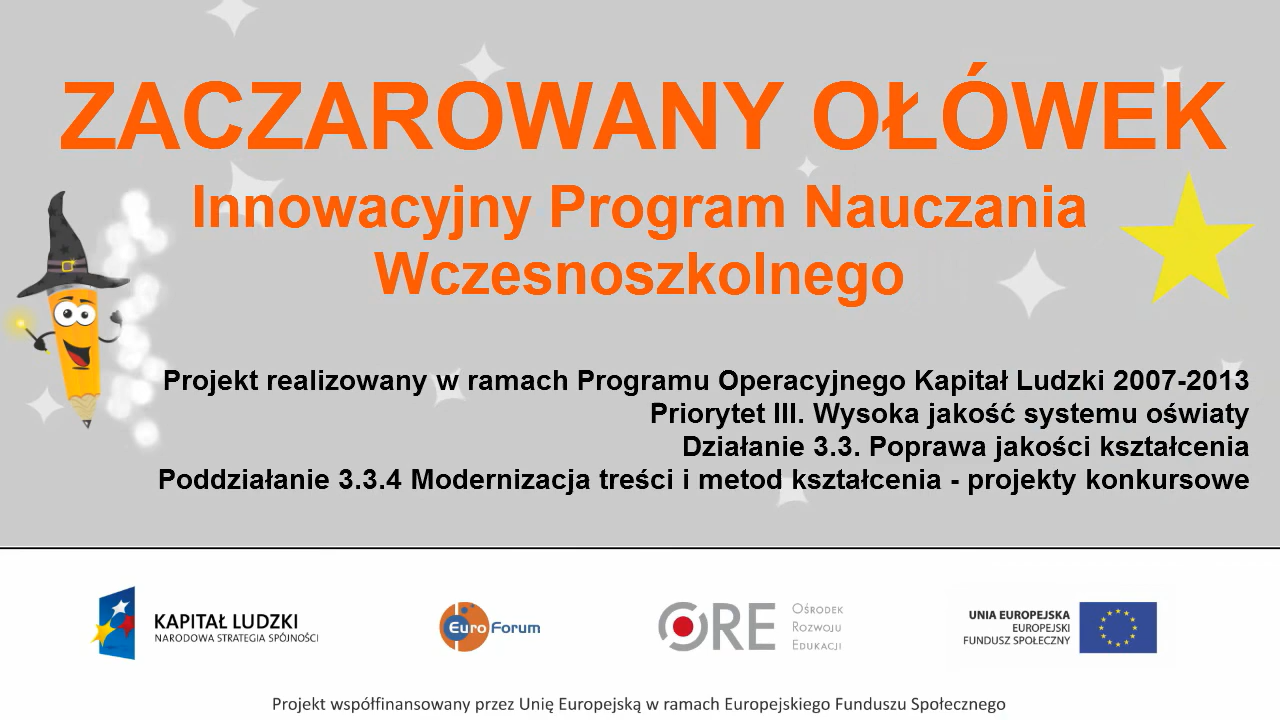 ZACZAROWANY OŁÓWEK
Innowacyjny Program Nauczania
Wczesnoszkolnego
Projekt realizowany w ramach Programu Operacyjnego Kapitał Ludzki 2007-2013
Priorytet III. Wysoka jakość systemu oświaty
Działanie 3.3. Poprawa jakości kształcenia
Poddziałanie 3.3.4 Modernizacja treści i metod kształcenia - projekty konkursowe
KAPITAŁ LUDZKI
NARODOWA STRATEGIA SPÓJNOŚCI
Euro Forum
ORE
OŚRODEK
ROZWOJU
EDUKACJI
UNIA EUROPEJSKA
EUROPEJSKI
FUNDUSZ SPOŁECZNY
Projekt współfinansowany przez Unię Europejską w ramach Europejskiego Funduszu Społecznego